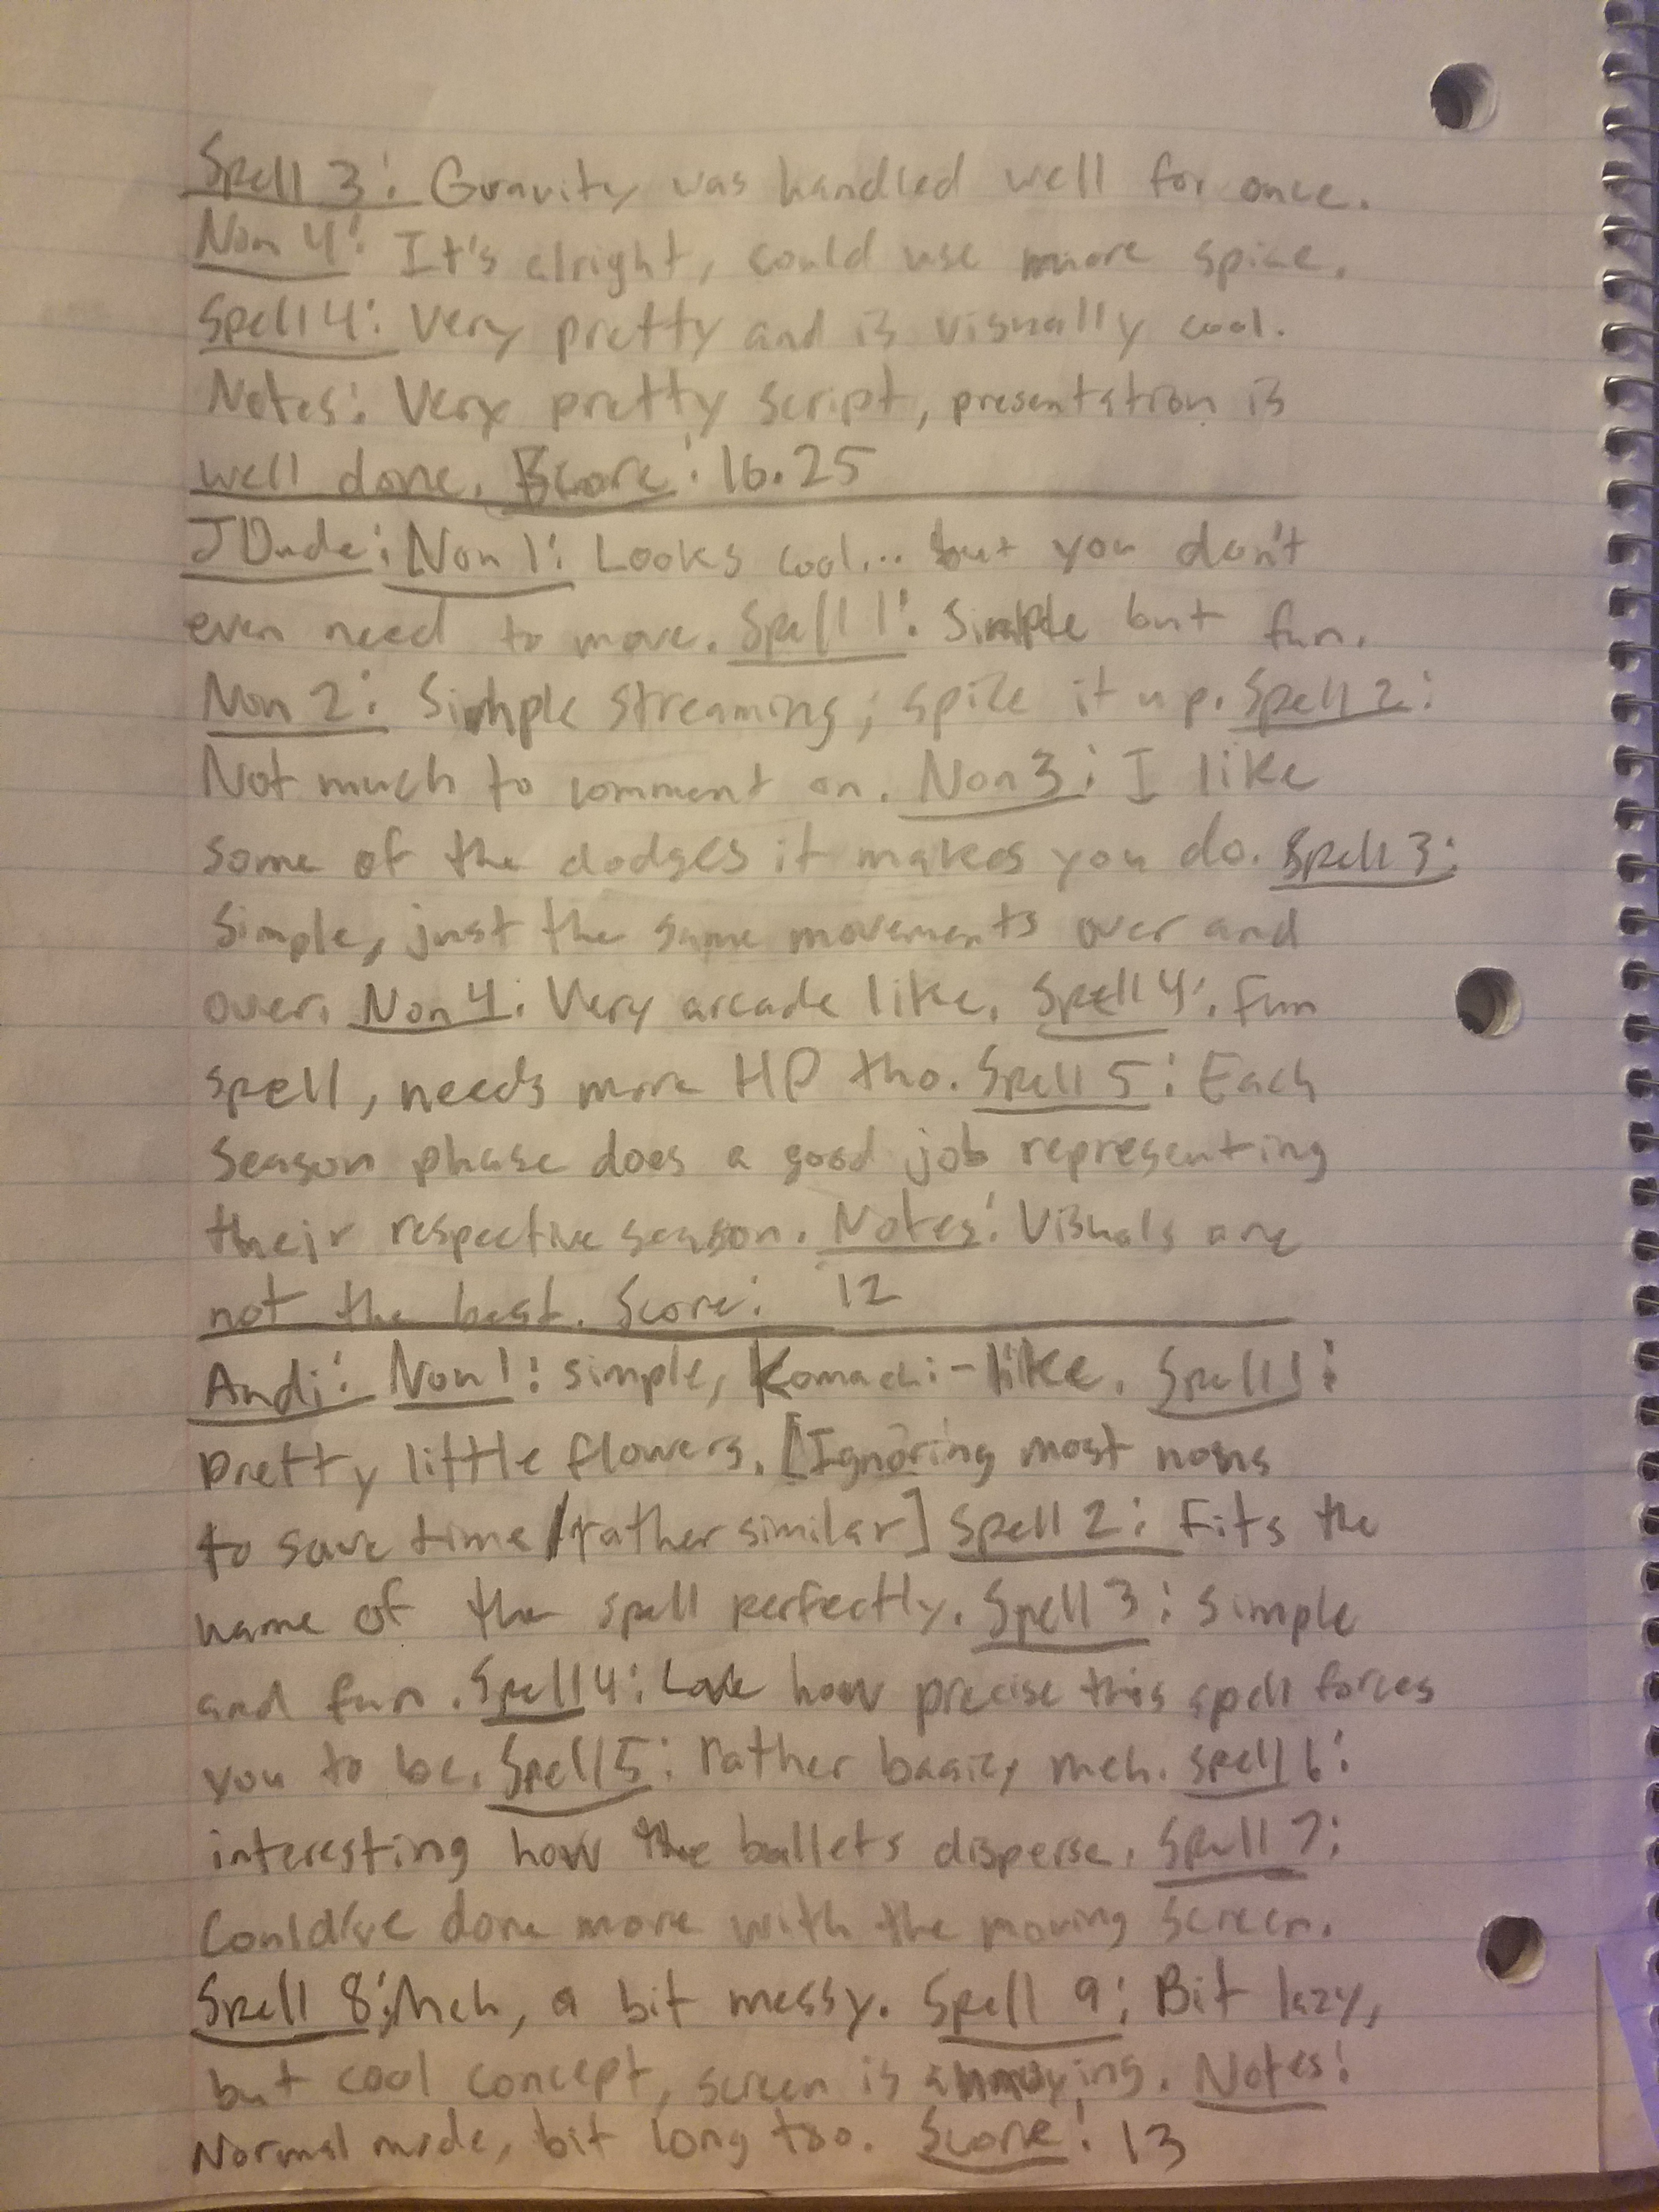 Spell 3: Gravity was handled well for once.
Non 4: It's alright, could use more spice.
Spell 4: Very pretty and is visually cool.
Notes: Very pretty script, presentation is
well done. Score: 16.25
JDude: Non 1: Looks cool... but you don't
even need to move. Spell 1: Simple but fun.
Non 2: Simple streaming; spice it up. Spell 2:
Not much to comment on. Non 3: I like
some of the dodges it makes you do. Spell 3:
Simple, just the same movements over and
over. Non 4: Very arcade like. Spell 4: Fun
spell, needs more HP tho. Spell 5: Each
season phase does a good job representing
their respective season. Notes: Visuals are
not the best. Score: 12
Andi: Non 1: simple, Komachi-like. Spell 1:
Pretty little flowers. [Ignoring most nons
to save time/rather similar] Spell 2: Fits the
name of the spell perfectly. Spell 3: Simple
and fun. Spell 4: Love how precise this spell forces
you to be. Spell 5: rather basic, meh. Spell 6:
interesting how the bullets disperse. Spell 7:
Could've done more with the moving screen.
Spell 8: Meh, a bit messy. Spell 9: Bit lazy,
but cool concept, screen is annoying. Notes:
Normal mode, bit long too. Score: 13